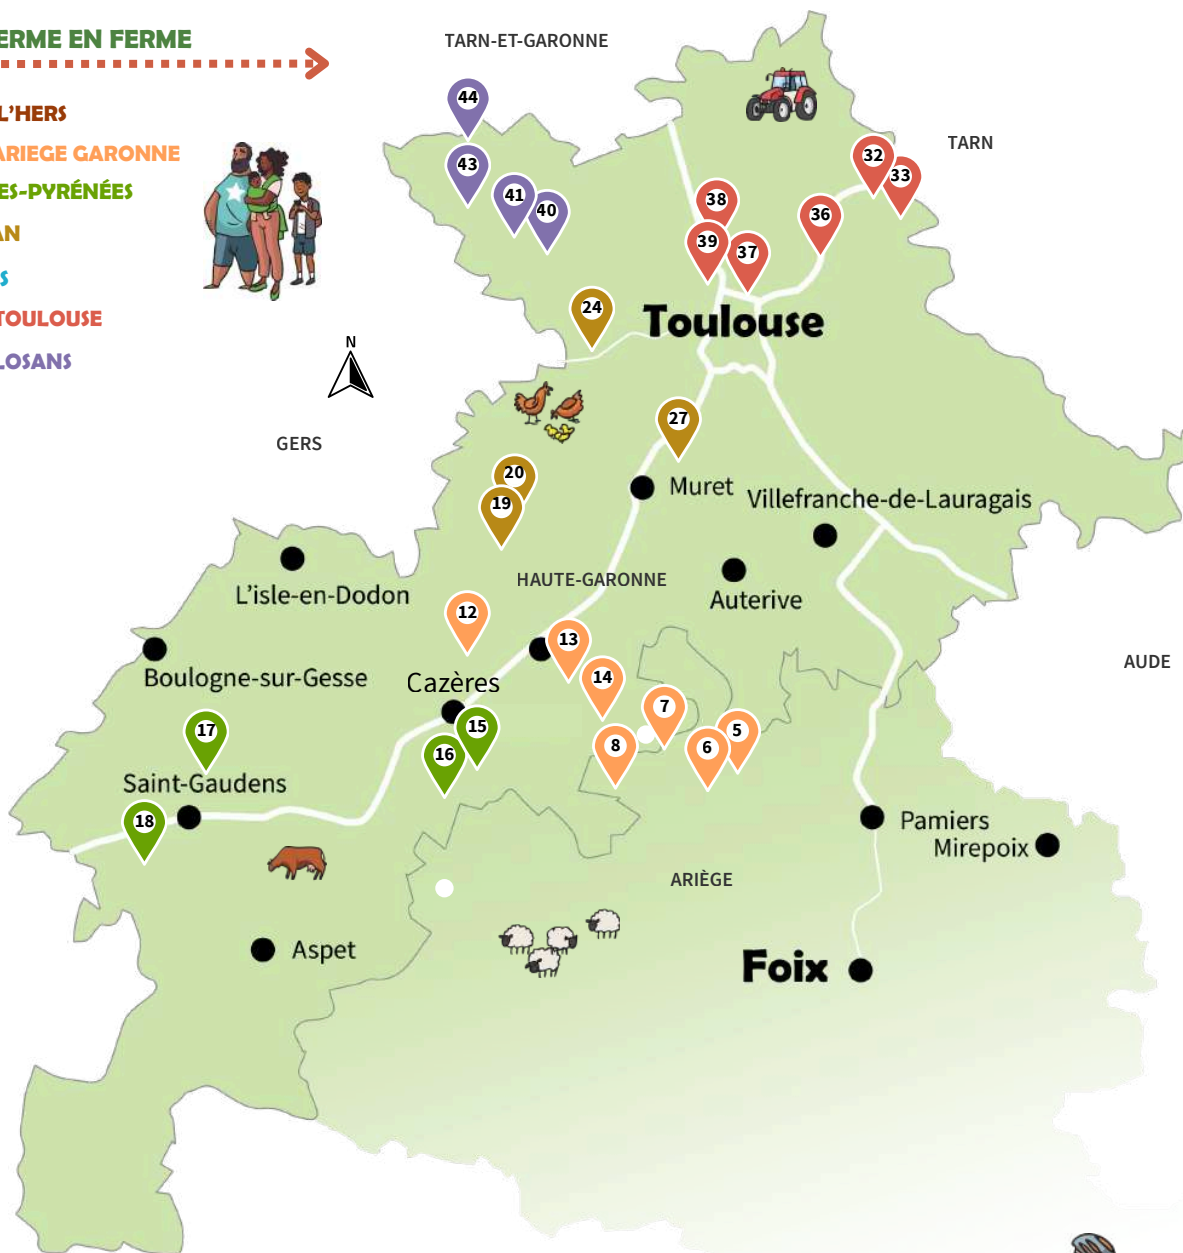 ERME EN FERME
TARN-ET-GARONNE
L'HERS
ARIEGE GARONNE
ES-PYRÉNÉES
AN
S
TOULOUSE
LOSANS
N
TARN
GERS
44
43
41
40
32
33
38
36
39
37
24
Toulouse
27
Muret
Villefranche-de-Lauragais
20
19
L'isle-en-Dodon
HAUTE-GARONNE
Auterive
12
13
Boulogne-sur-Gesse
Cazères
14
AUDE
17
15
7
5
16
8
6
Saint-Gaudens
18
Pamiers
Mirepoix
ARIÈGE
Aspet
Foix